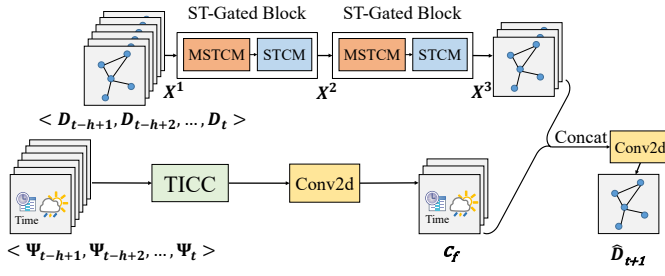 ST-Gated Block ST-Gated Block
MSTCM STCM MSTCM STCM
X¹ X² X³
< D_{t-h+1}, D_{t-h+2}, ..., D_t >
Concat
TICC Conv2d Conv2d
Time Time
< Ψ_{t-h+1}, Ψ_{t-h+2}, ..., Ψ_t > c_f D̂_{t+1}